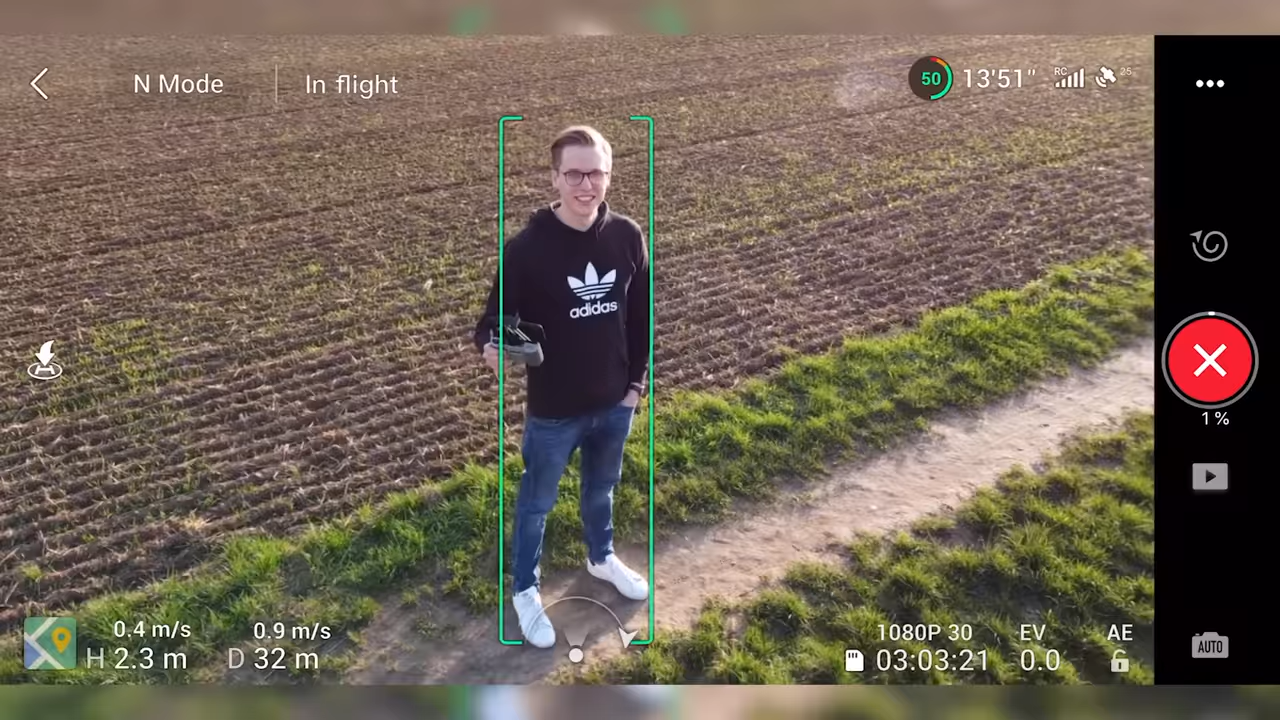 N Mode
In flight
50
13'51"
RC
25
adidas
1%
0.4 m/s
0.9 m/s
H 2.3 m
D 32 m
1080P 30
EV
AE
03:03:21
0.0
AUTO